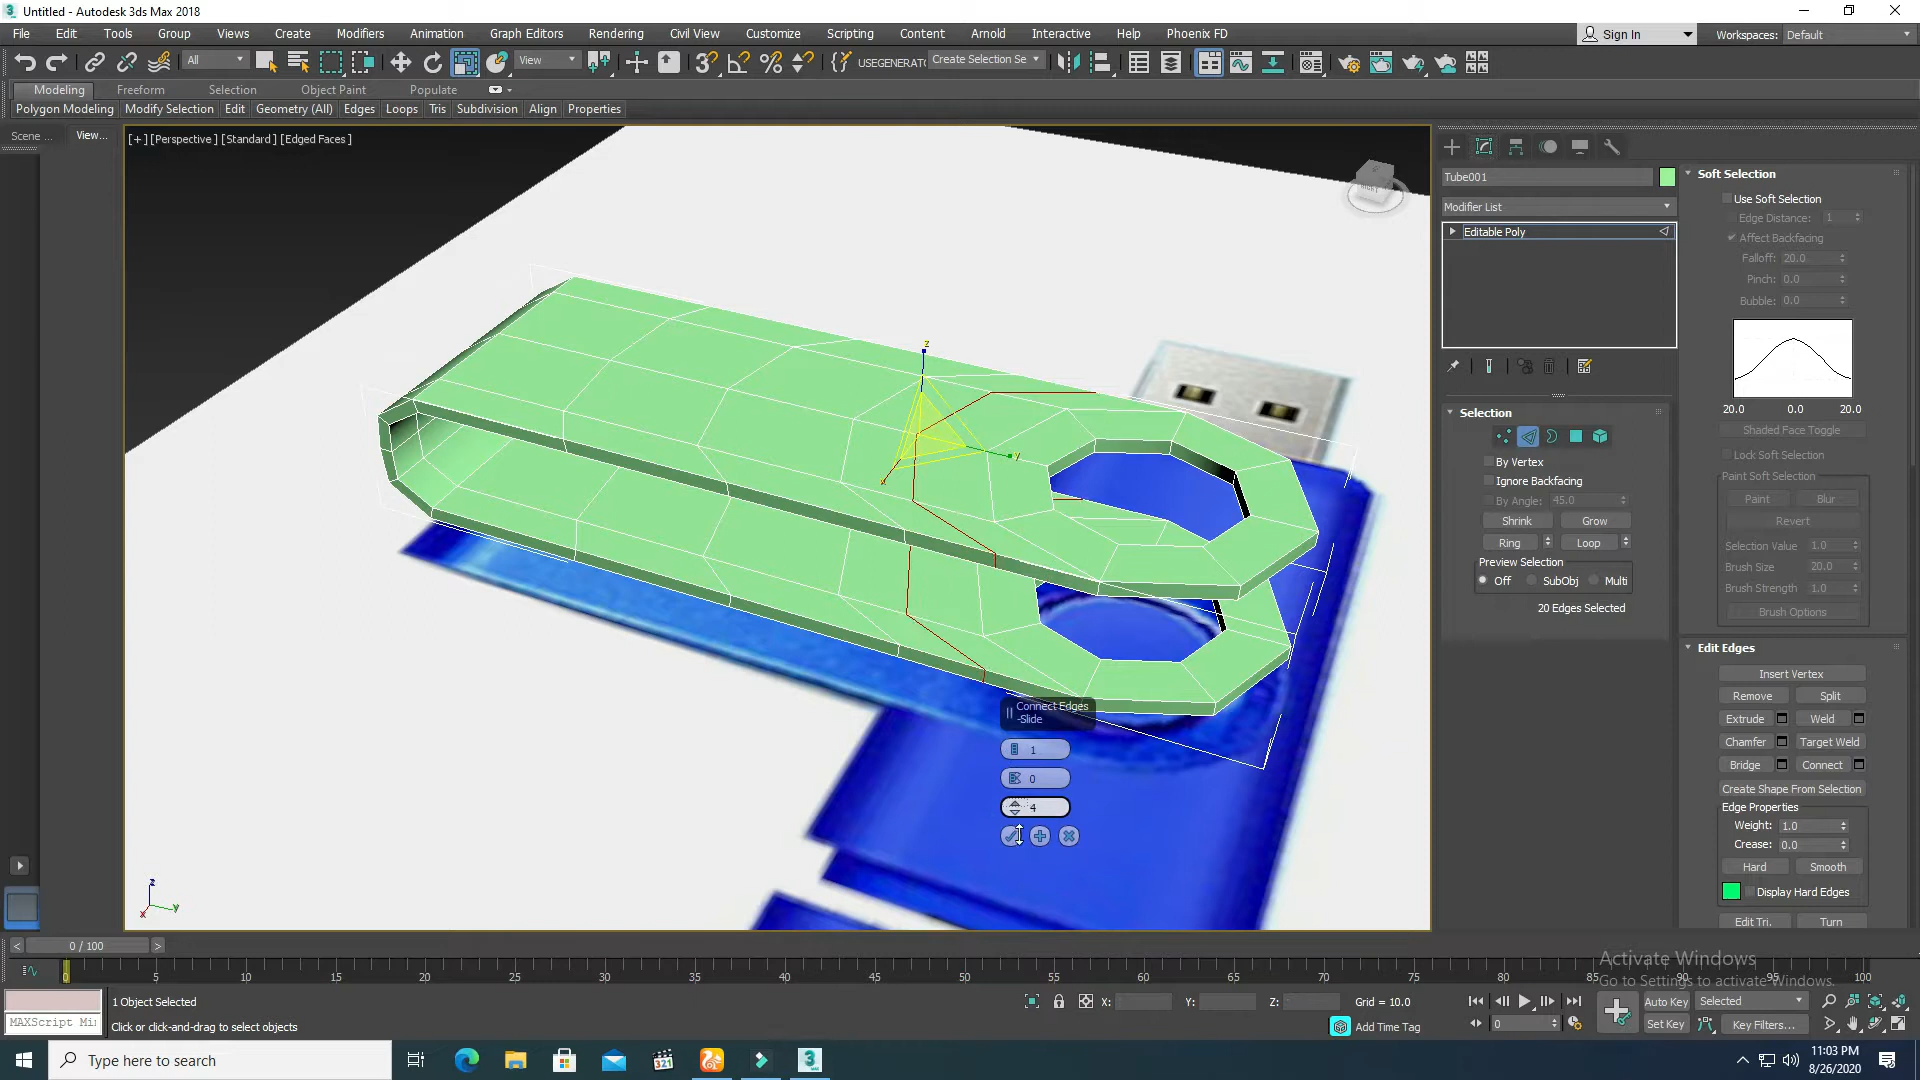 Untitled - Autodesk 3ds Max 2018
File Edit Tools Group Views Create Modifiers Animation Graph Editors Rendering Civil View Customize Scripting Content Arnold Interactive Help Phoenix FD
Sign In Workspaces: Default
All View USEGENERATO Create Selection Se
Modeling Freeform Selection Object Paint Populate
Polygon Modeling Modify Selection Edit Geometry (All) Edges Loops Tris Subdivision Align Properties
Scene ... View...
[+] [Perspective ] [Standard ] [Edged Faces ]
Tube001
Modifier List
Editable Poly
Selection
By Vertex
Ignore Backfacing
By Angle: 45.0
Shrink Grow
Ring Loop
Preview Selection
Off SubObj Multi
20 Edges Selected
Soft Selection
Use Soft Selection
Edge Distance: 1
Affect Backfacing
Falloff: 20.0
Pinch: 0.0
Bubble: 0.0
20.0 0.0 20.0
Shaded Face Toggle
Lock Soft Selection
Paint Soft Selection
Paint Blur
Revert
Selection Value 1.0
Brush Size 20.0
Brush Strength 1.0
Brush Options
Edit Edges
Insert Vertex
Remove Split
Extrude Weld
Chamfer Target Weld
Bridge Connect
Create Shape From Selection
Edge Properties
Weight: 1.0
Crease: 0.0
Hard Smooth
Display Hard Edges
Edit Tri. Turn
z
y
x
Connect Edges
-Slide
1
0
4
z
x y
0 / 100
0 5 10 15 20 25 30 35 40 45 50 55 60 65 70 75 80 85 90 95 100
Activate Windows
Go to Settings to activate Windows.
1 Object Selected
Click or click-and-drag to select objects
MAXScript Mi
X: Y: Z: Grid = 10.0
Add Time Tag
0
Auto Key Selected
Set Key Key Filters...
Type here to search
321
3
11:03 PM
8/26/2020